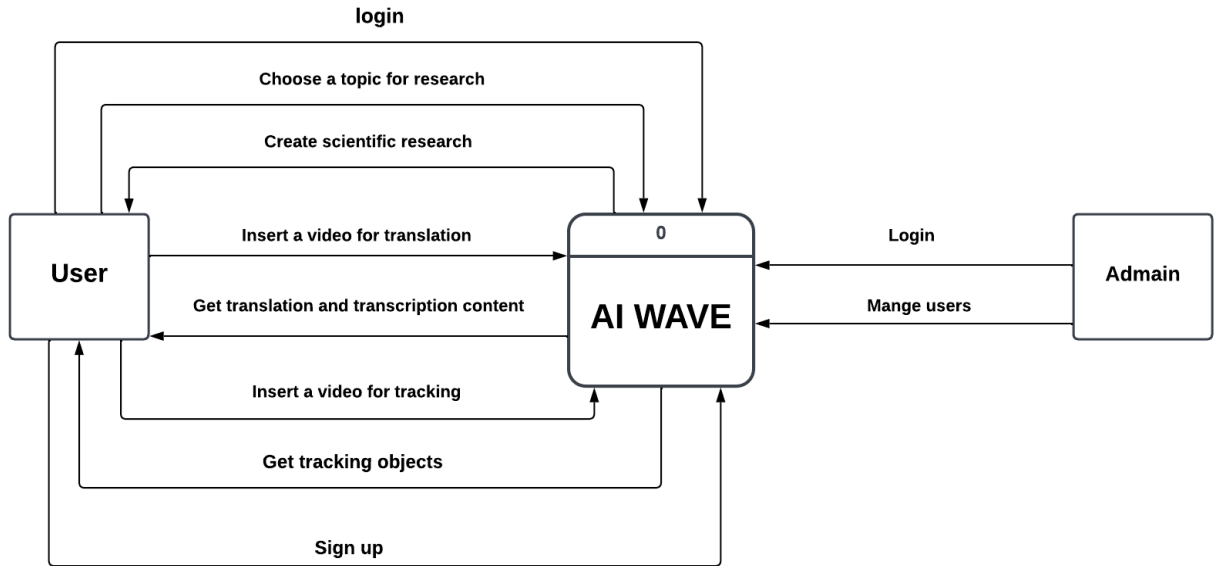 login
Choose a topic for research
Create scientific research
0
Insert a video for translation
Login
User
Admain
Get translation and transcription content
Mange users
AI WAVE
Insert a video for tracking
Get tracking objects
Sign up